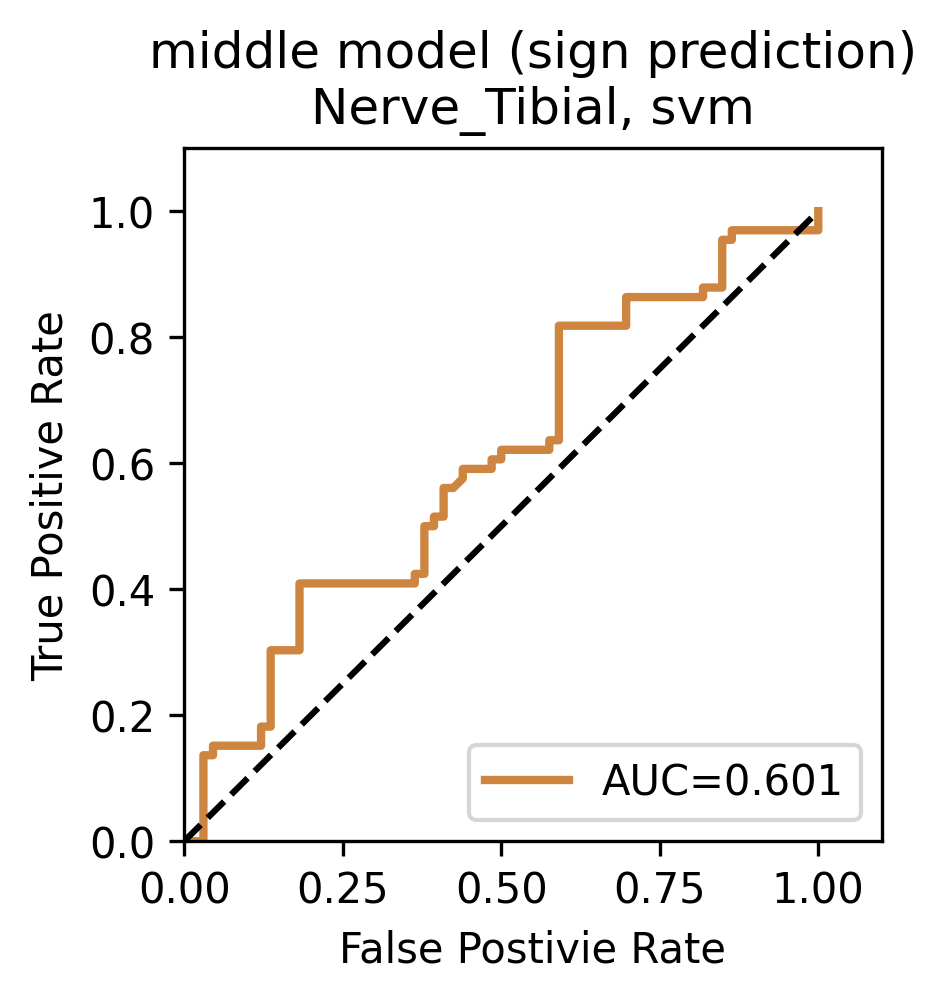 middle model (sign prediction)
Nerve_Tibial, svm
1.0
0.8
0.6
0.4
0.2
0.0
True Positive Rate
AUC=0.601
0.00 0.25 0.50 0.75 1.00
False Postivie Rate